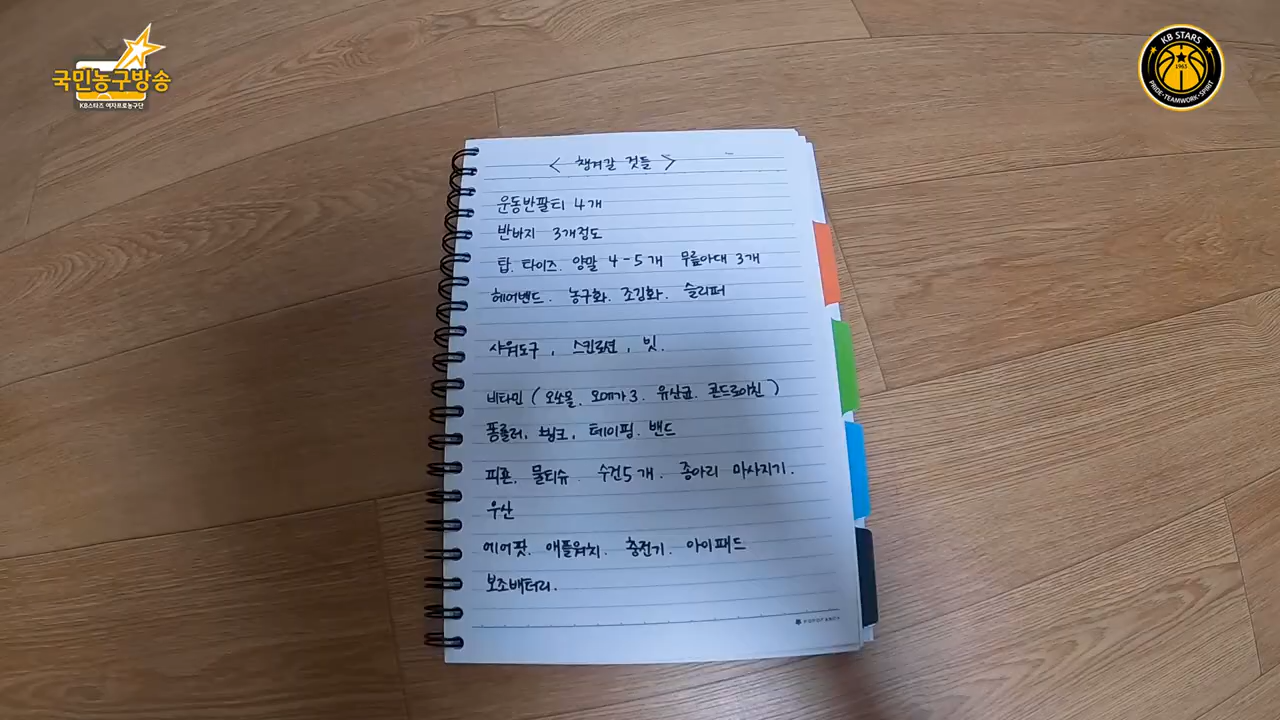 국민농구방송
KB스타즈 여자프로농구단
KB STARS
1963
PRIDE·TEAMWORK·SPIRIT
< 챙겨갈 것들 >
운동반팔티 4개
반바지 3개정도
탑. 타이즈. 양말 4-5개 무릎아대 3개
헤어밴드. 농구화. 조깅화. 슬리퍼
샤워도구, 스킨로션, 빗.
비타민 (오쏘몰. 오메가3. 유산균. 콘드로이친)
폼롤러, 테이핑. 밴드
피폰. 물티슈. 수건5개. 종아리 마사지기.
우산
에어팟. 애플워치. 충전기. 아이패드
보조배터리.